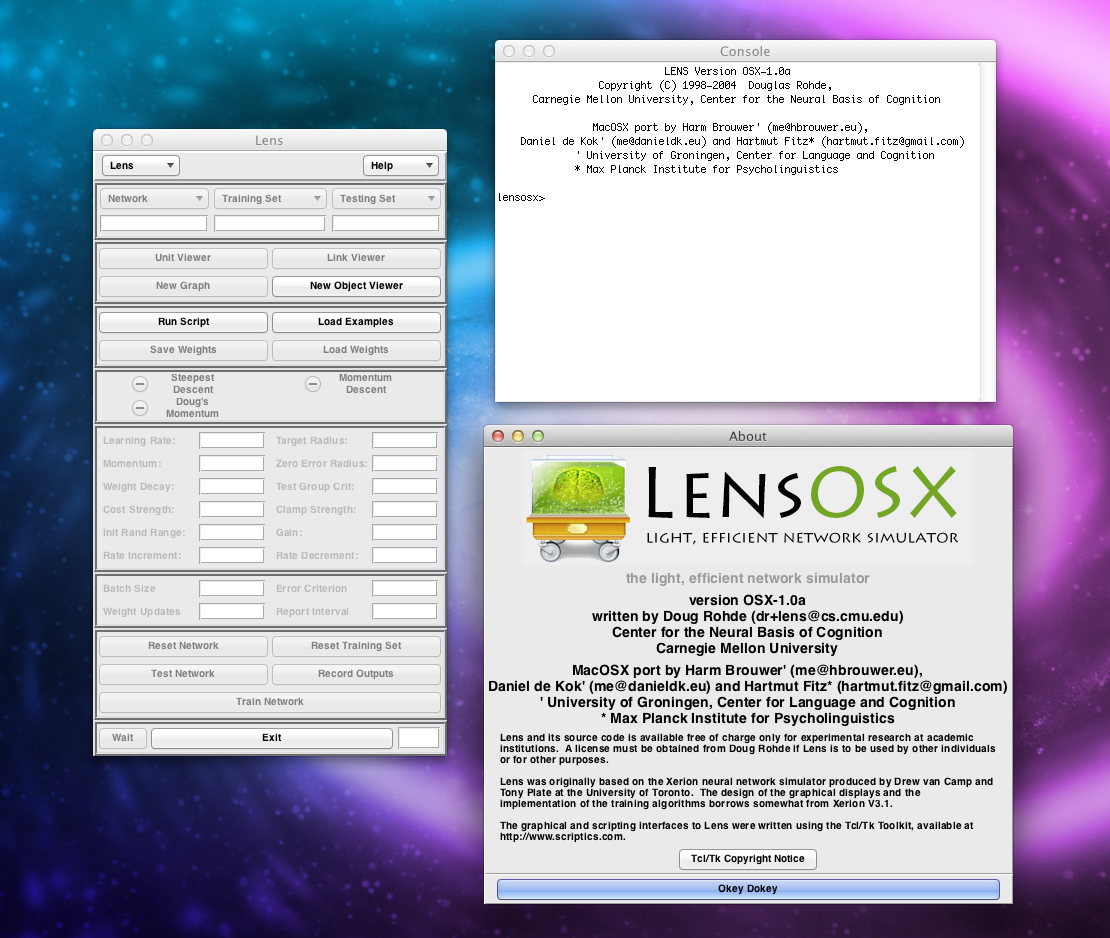 Lens
Lens
Help
Network
Training Set
Testing Set
Unit Viewer
Link Viewer
New Graph
New Object Viewer
Run Script
Load Examples
Save Weights
Load Weights
Steepest
Descent
Momentum
Descent
Doug's
Momentum
Learning Rate:
Target Radius:
Momentum:
Zero Error Radius:
Weight Decay:
Test Group Crit:
Cost Strength:
Clamp Strength:
Init Rand Range:
Gain:
Rate Increment:
Rate Decrement:
Batch Size
Error Criterion
Weight Updates
Report Interval
Reset Network
Reset Training Set
Test Network
Record Outputs
Train Network
Wait
Exit
Console
LENS Version OSX-1.0a
Copyright (C) 1998-2004  Douglas Rohde,
Carnegie Mellon University, Center for the Neural Basis of Cognition
MacOSX port by Harm Brouwer' (me@hbrouwer.eu),
Daniel de Kok' (me@danieldk.eu) and Hartmut Fitz* (hartmut.fitz@gmail.com)
' University of Groningen, Center for Language and Cognition
* Max Planck Institute for Psycholinguistics
lensosx>
About
LENSOSX
LIGHT, EFFICIENT NETWORK SIMULATOR
the light, efficient network simulator
version OSX-1.0a
written by Doug Rohde (dr+lens@cs.cmu.edu)
Center for the Neural Basis of Cognition
Carnegie Mellon University
MacOSX port by Harm Brouwer' (me@hbrouwer.eu),
Daniel de Kok' (me@danieldk.eu) and Hartmut Fitz* (hartmut.fitz@gmail.com)
' University of Groningen, Center for Language and Cognition
* Max Planck Institute for Psycholinguistics
Lens and its source code is available free of charge only for experimental research at academic
institutions.  A license must be obtained from Doug Rohde if Lens is to be used by other individuals
or for other purposes.
Lens was originally based on the Xerion neural network simulator produced by Drew van Camp and
Tony Plate at the University of Toronto.  The design of the graphical displays and the
implementation of the training algorithms borrows somewhat from Xerion V3.1.
The graphical and scripting interfaces to Lens were written using the Tcl/Tk Toolkit, available at
http://www.scriptics.com.
Tcl/Tk Copyright Notice
Okey Dokey